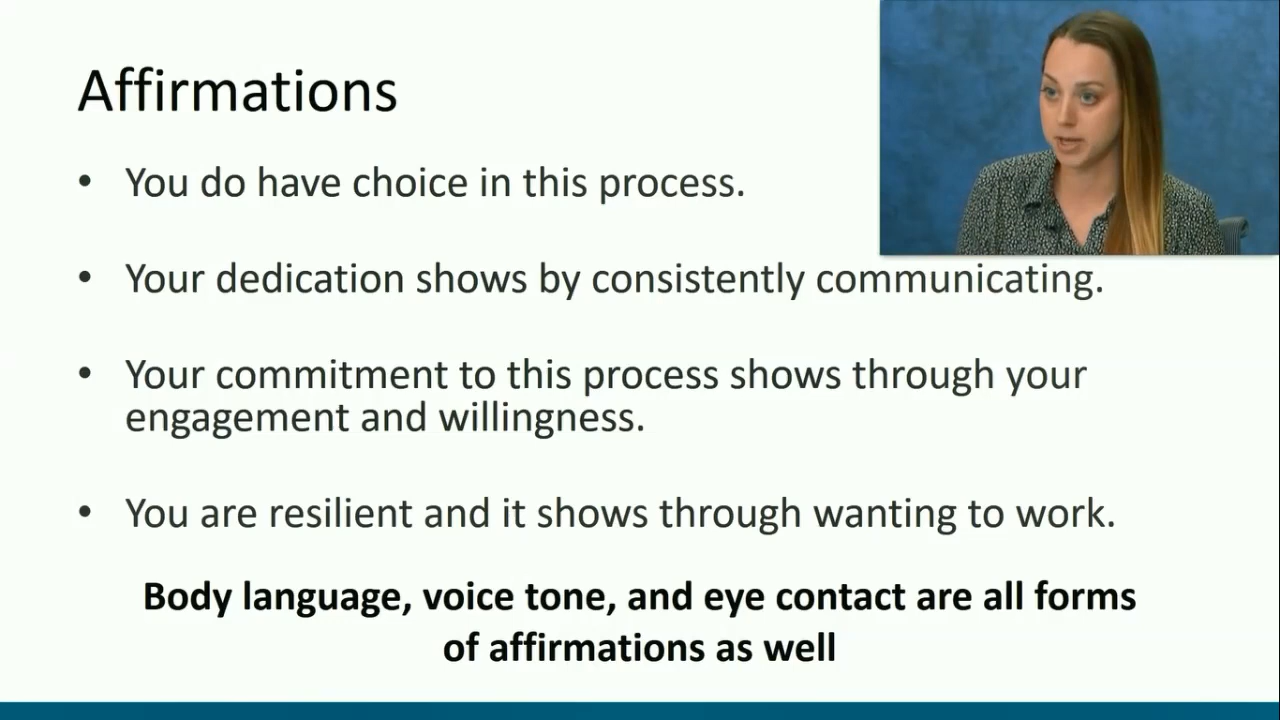 Affirmations
• You do have choice in this process.
• Your dedication shows by consistently communicating.
• Your commitment to this process shows through your
engagement and willingness.
• You are resilient and it shows through wanting to work.
Body language, voice tone, and eye contact are all forms
of affirmations as well